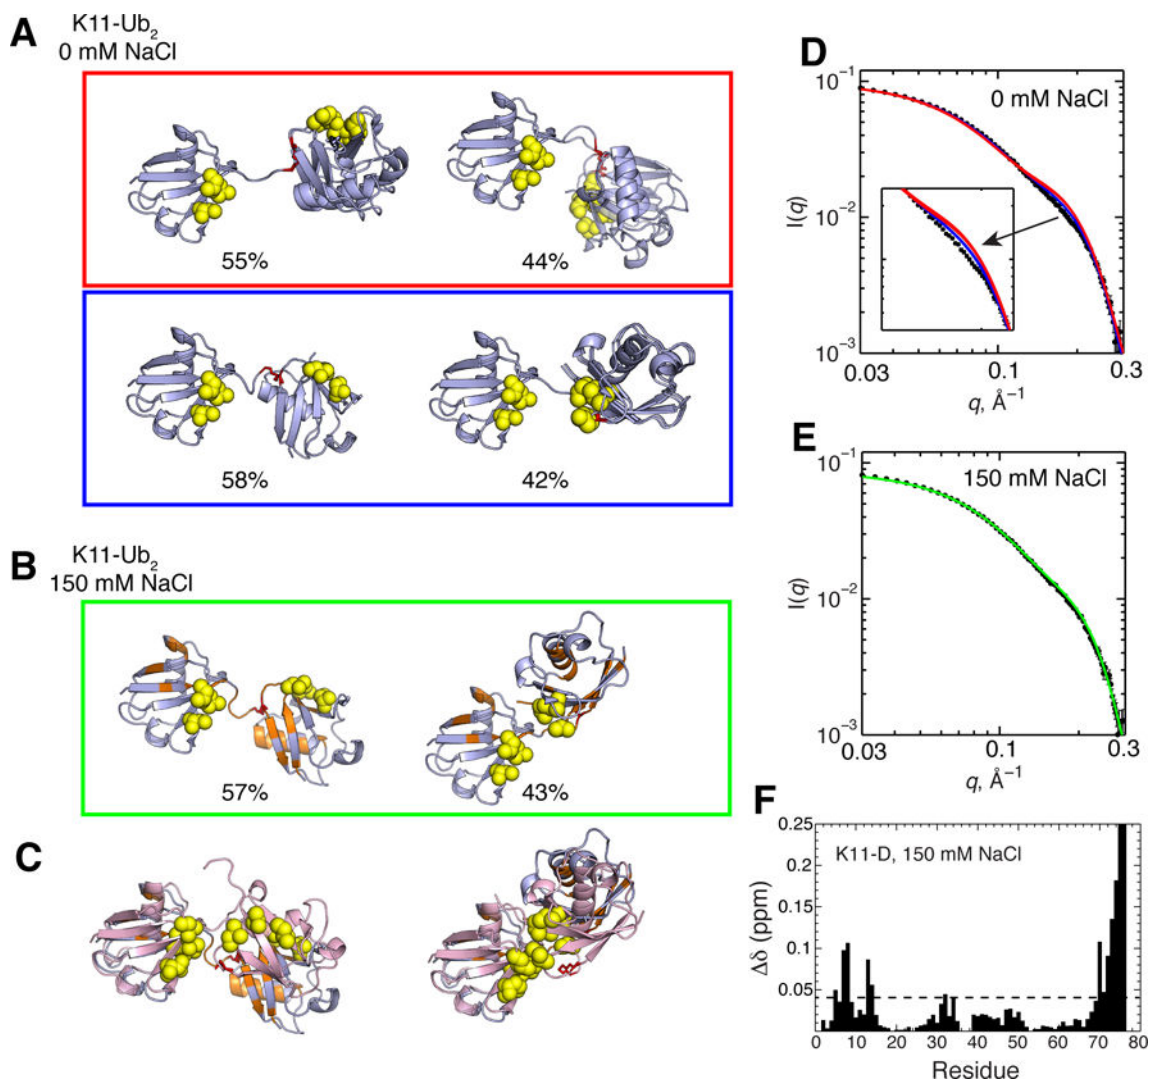 A
K11-Ub2
0 mM NaCl
55%
44%
58%
42%
B
K11-Ub2
150 mM NaCl
57%
43%
C
D
0 mM NaCl
10−1
10−2
10−3
I(q)
0.03
0.1
0.3
q, Å−1
E
150 mM NaCl
10−1
10−2
10−3
I(q)
0.03
0.1
0.3
q, Å−1
F
K11-D, 150 mM NaCl
0.25
0.2
0.15
0.1
0.05
Δδ (ppm)
0 10 20 30 40 50 60 70 80
Residue